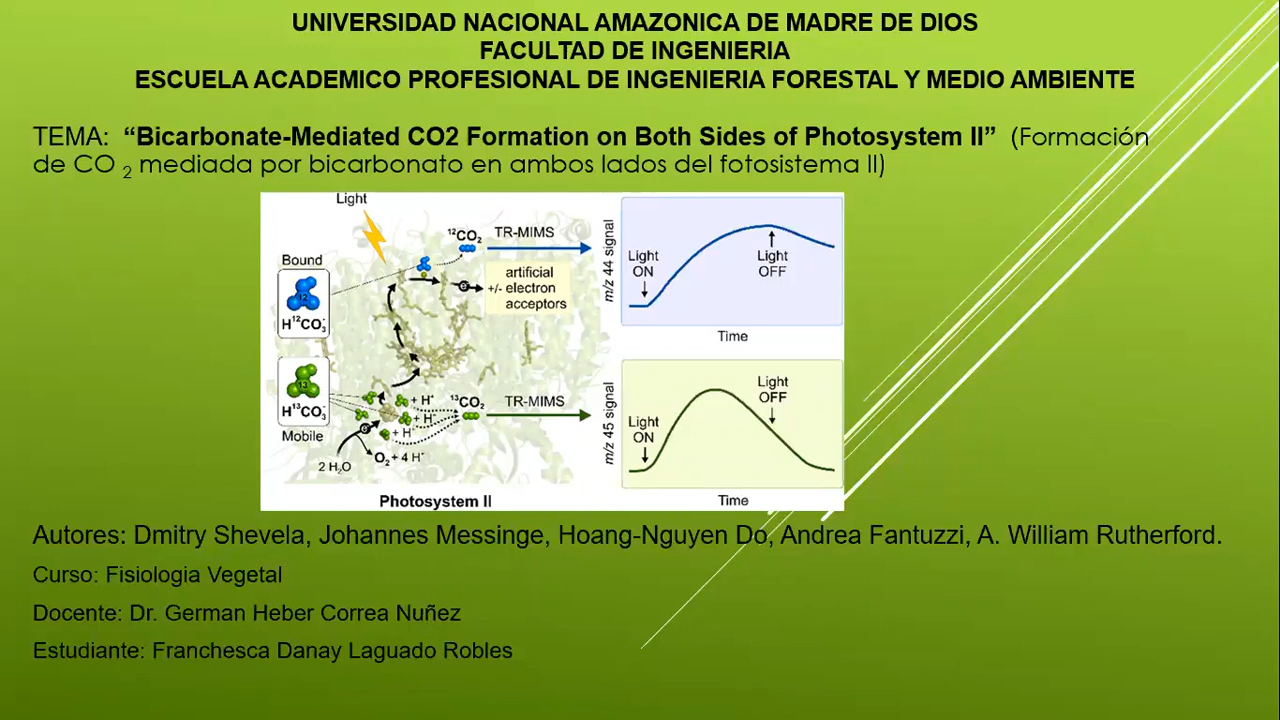 UNIVERSIDAD NACIONAL AMAZONICA DE MADRE DE DIOS
FACULTAD DE INGENIERIA
ESCUELA ACADEMICO PROFESIONAL DE INGENIERIA FORESTAL Y MEDIO AMBIENTE
TEMA: “Bicarbonate-Mediated CO2 Formation on Both Sides of Photosystem II” (Formación
de CO 2 mediada por bicarbonato en ambos lados del fotosistema II)
Light
12CO2
TR-MIMS
Bound
12
H12CO3-
artificial
+/- electron
acceptors
e-
m/z 44 signal
Light
ON
Light
OFF
Time
13
H13CO3-
Mobile
+ H+
+ H+
+ H+
13CO2
TR-MIMS
e-
2 H2O
O2 + 4 H+
Photosystem II
m/z 45 signal
Light
ON
Light
OFF
Time
Autores: Dmitry Shevela, Johannes Messinge, Hoang-Nguyen Do, Andrea Fantuzzi, A. William Rutherford.
Curso: Fisiologia Vegetal
Docente: Dr. German Heber Correa Nuñez
Estudiante: Franchesca Danay Laguado Robles